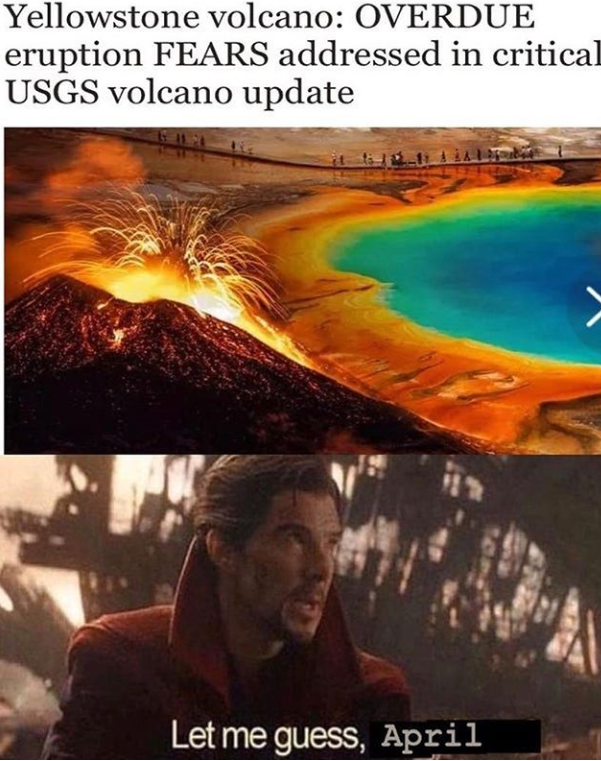 Yellowstone volcano: OVERDUE
eruption FEARS addressed in critical
USGS volcano update
Let me guess, April